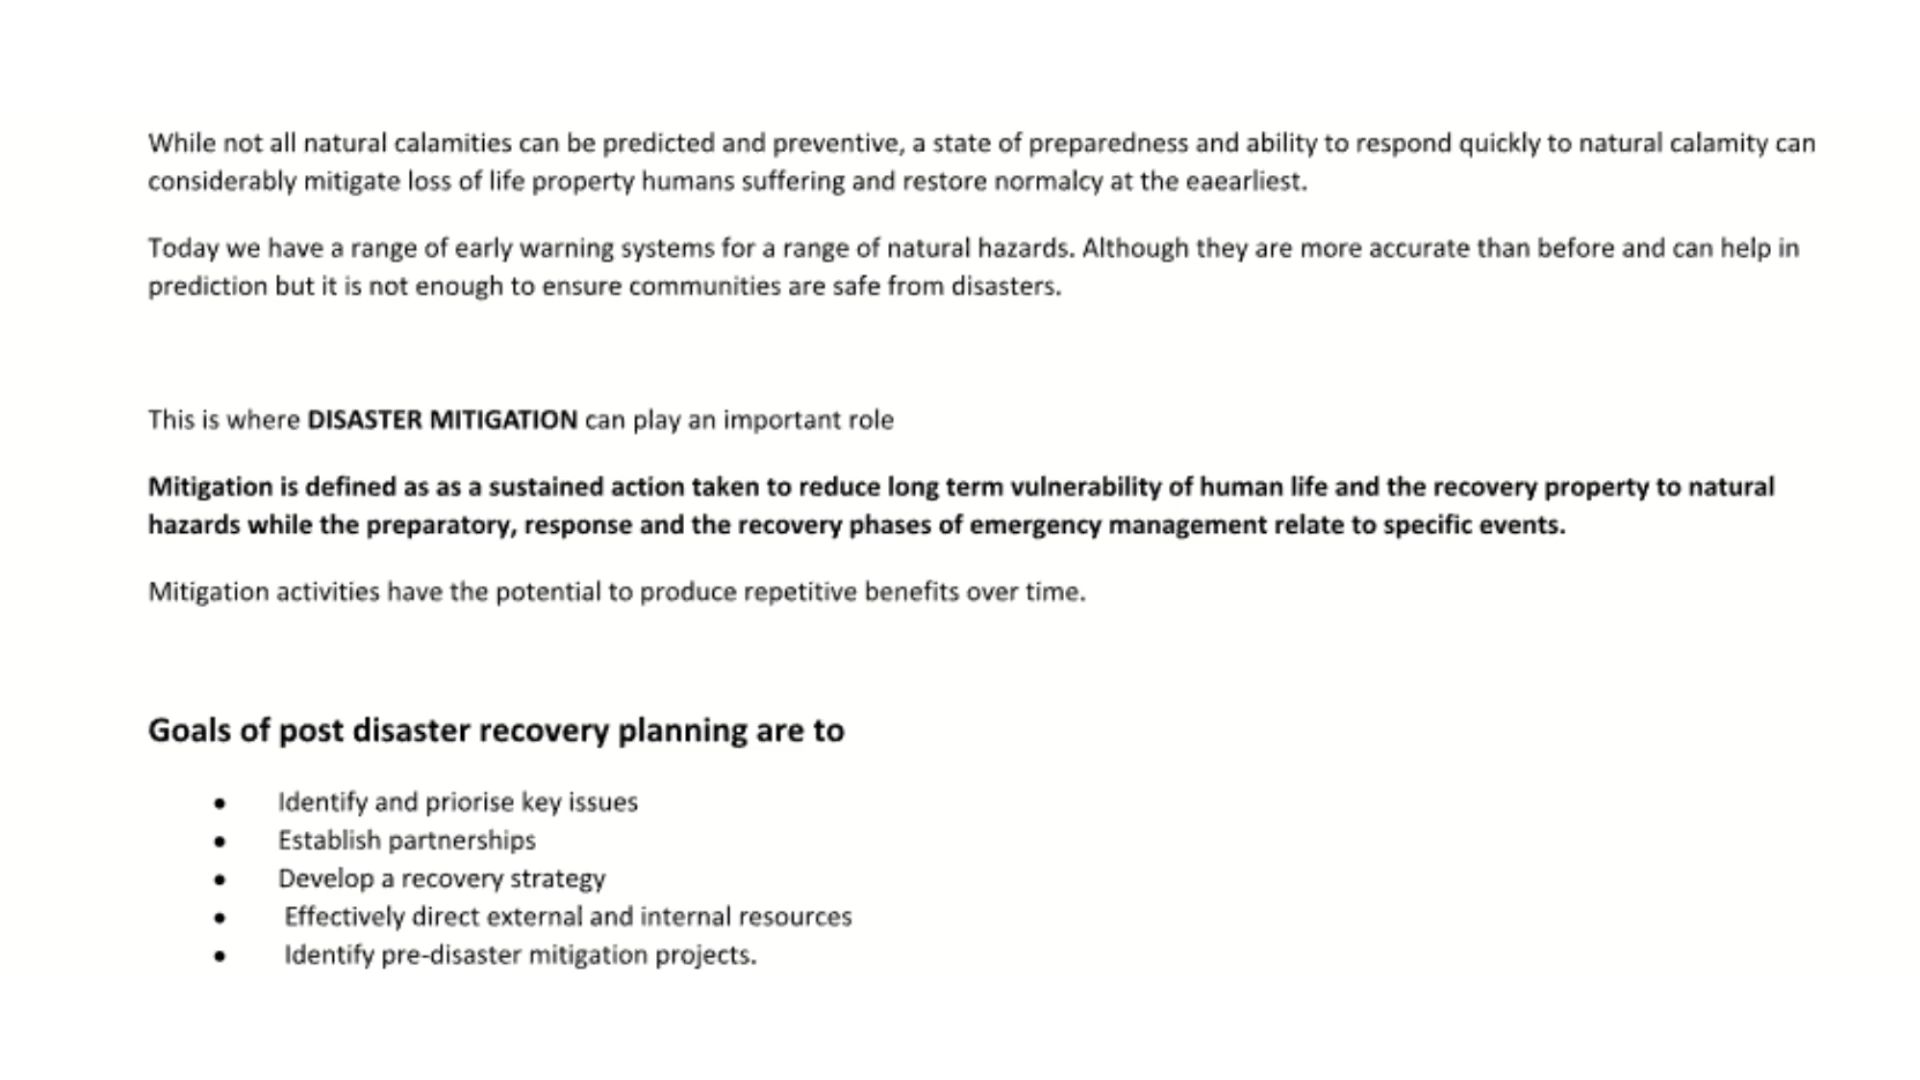 While not all natural calamities can be predicted and preventive, a state of preparedness and ability to respond quickly to natural calamity can
considerably mitigate loss of life property humans suffering and restore normalcy at the eaearliest.
Today we have a range of early warning systems for a range of natural hazards. Although they are more accurate than before and can help in
prediction but it is not enough to ensure communities are safe from disasters.
This is where DISASTER MITIGATION can play an important role
Mitigation is defined as as a sustained action taken to reduce long term vulnerability of human life and the recovery property to natural
hazards while the preparatory, response and the recovery phases of emergency management relate to specific events.
Mitigation activities have the potential to produce repetitive benefits over time.
Goals of post disaster recovery planning are to
• Identify and priorise key issues
• Establish partnerships
• Develop a recovery strategy
• Effectively direct external and internal resources
• Identify pre-disaster mitigation projects.